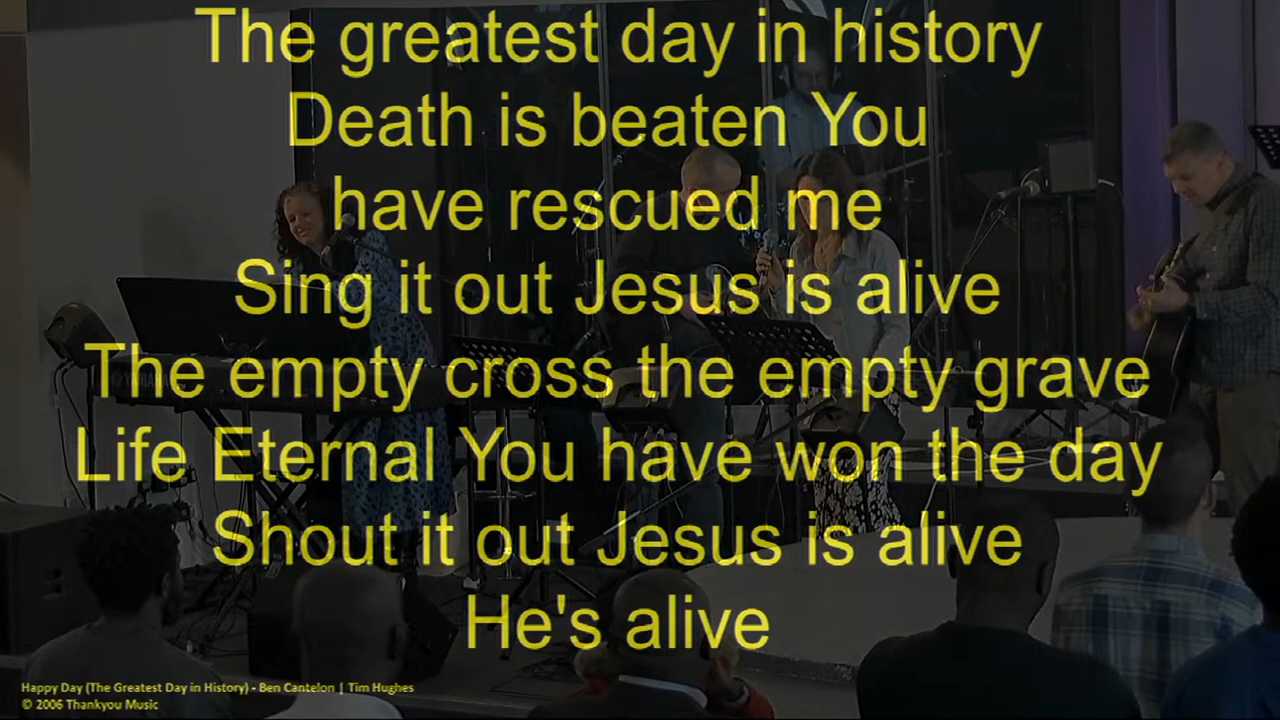 The greatest day in history
Death is beaten You
have rescued me
Sing it out Jesus is alive
The empty cross the empty grave
Life Eternal You have won the day
Shout it out Jesus is alive
He's alive
YAMAHA
Happy Day (The Greatest Day in History) - Ben Cantelon | Tim Hughes
© 2006 Thankyou Music